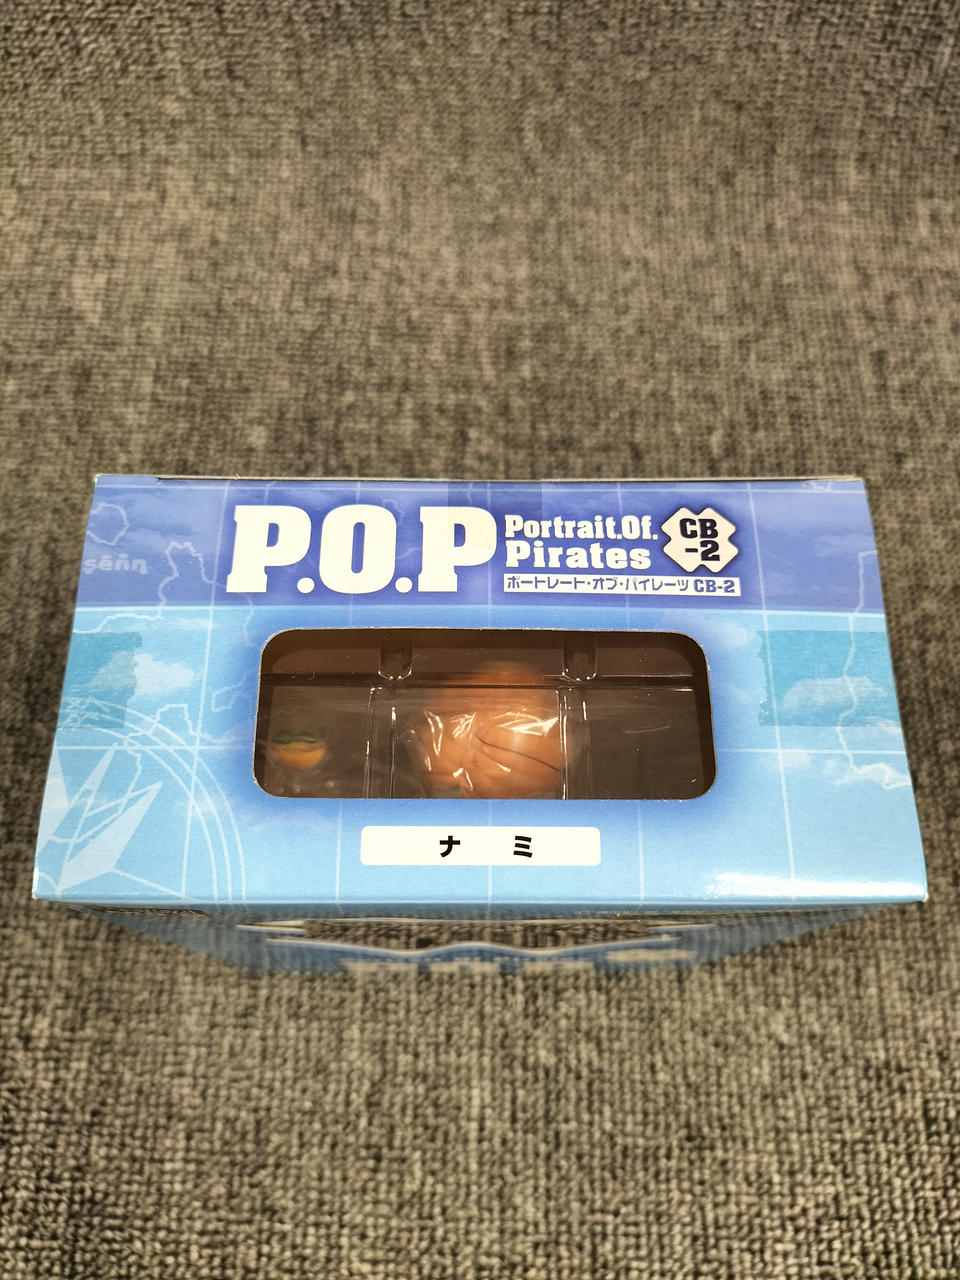 P.O.P
Portrait.Of.
Pirates
CB
-2
ポートレート・オブ・パイレーツ CB-2
ナミ